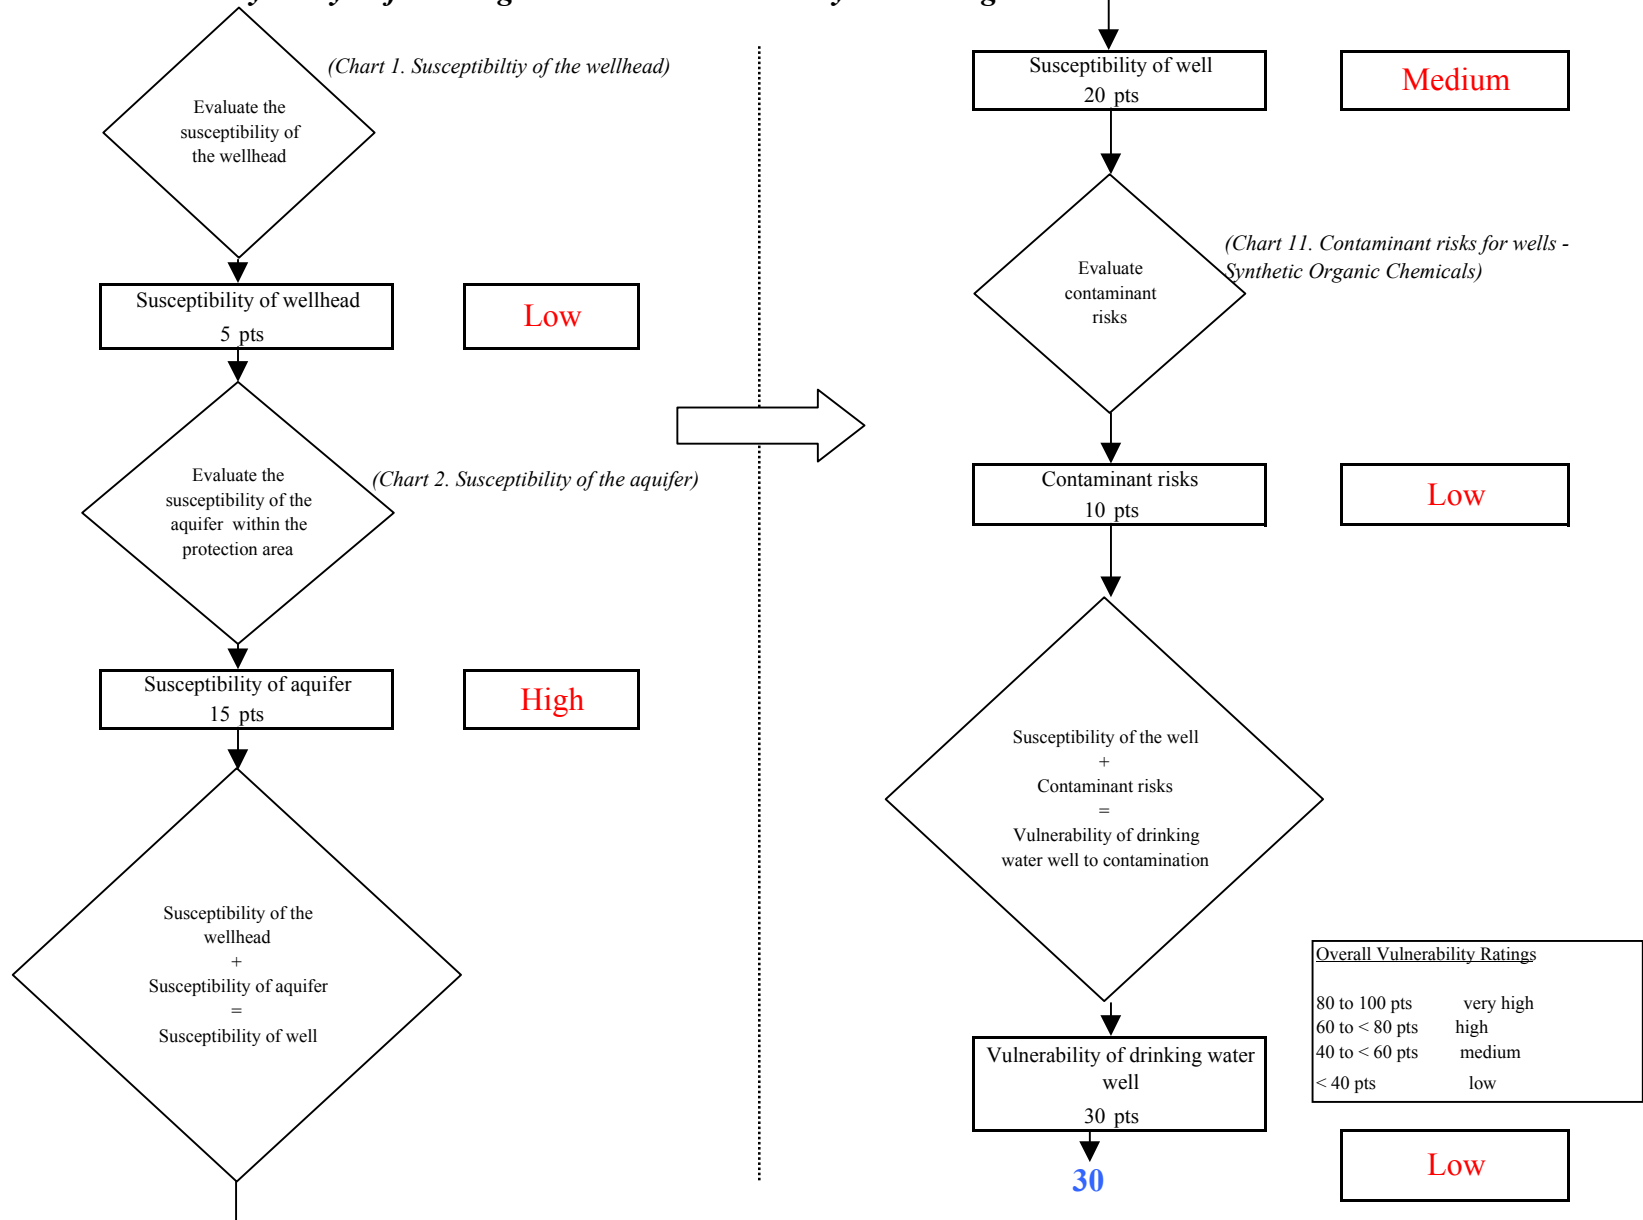 (Chart 1. Susceptibiltiy of the wellhead)
Evaluate the
susceptibility of
the wellhead
Susceptibility of wellhead
5 pts
Low
Evaluate the
susceptibility of the
aquifer within the
protection area
(Chart 2. Susceptibility of the aquifer)
Susceptibility of aquifer
15 pts
High
Susceptibility of the
wellhead
+
Susceptibility of aquifer
=
Susceptibility of well
Susceptibility of well
20 pts
Medium
(Chart 11. Contaminant risks for wells -
Synthetic Organic Chemicals)
Evaluate
contaminant
risks
Contaminant risks
10 pts
Low
Susceptibility of the well
+
Contaminant risks
=
Vulnerability of drinking
water well to contamination
Overall Vulnerability Ratings
80 to 100 pts very high
60 to < 80 pts high
40 to < 60 pts medium
< 40 pts low
Vulnerability of drinking water
well
30 pts
30
Low